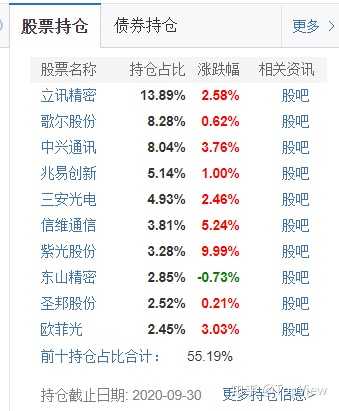 股票持仓 债券持仓 更多 >
股票名称 持仓占比 涨跌幅 相关资讯
立讯精密 13.89% 2.58% 股吧
歌尔股份 8.28% 0.62% 股吧
中兴通讯 8.04% 3.76% 股吧
兆易创新 5.14% 1.00% 股吧
三安光电 4.93% 2.46% 股吧
信维通信 3.81% 5.24% 股吧
紫光股份 3.28% 9.99% 股吧
东山精密 2.85% -0.73% 股吧
圣邦股份 2.52% 0.21% 股吧
欧菲光 2.45% 3.03% 股吧
前十持仓占比合计： 55.19%
持仓截止日期: 2020-09-30 更多持仓信息>